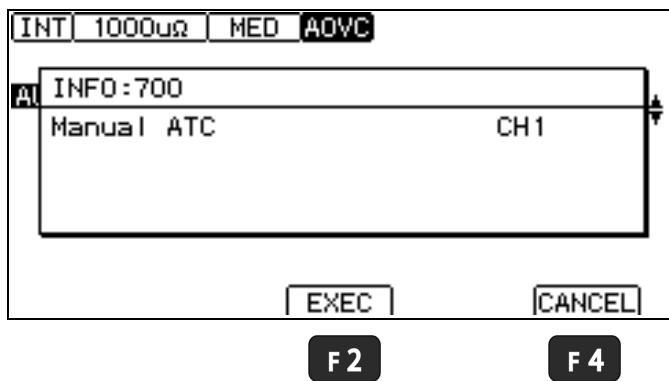 INT 1000uΩ MED AOVC
INFO:700
Manual ATC CH1
EXEC CANCEL
F2 F4